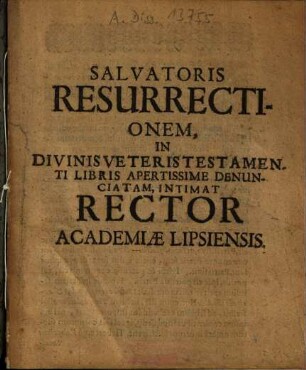 A. Diss. 13755
SALVATORIS
RESURRECTI-
ONEM,
IN
DIVINIS VETERIS TESTAMEN-
TI LIBRIS APERTISSIME DENUN-
CIATAM, INTIMAT
RECTOR
ACADEMIÆ LIPSIENSIS.